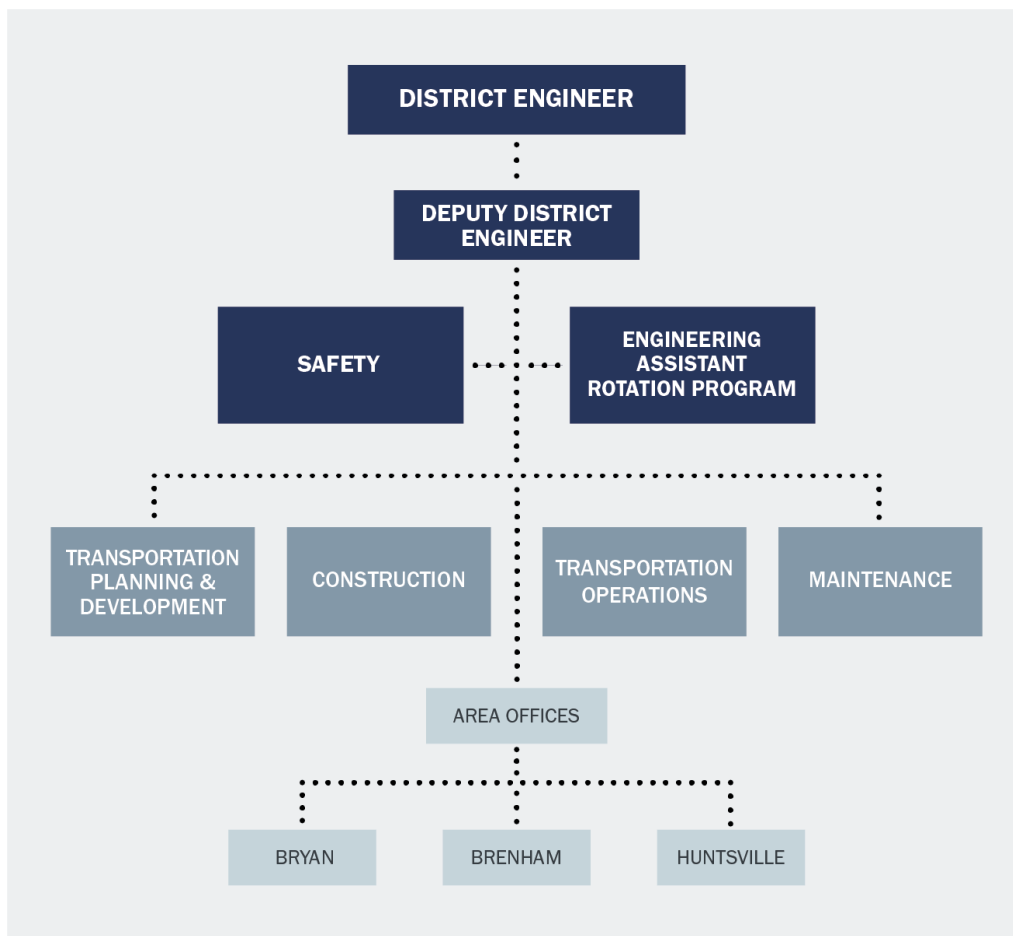 DISTRICT ENGINEER
DEPUTY DISTRICT
ENGINEER
SAFETY
ENGINEERING
ASSISTANT
ROTATION PROGRAM
TRANSPORTATION
PLANNING &
DEVELOPMENT
CONSTRUCTION
TRANSPORTATION
OPERATIONS
MAINTENANCE
AREA OFFICES
BRYAN
BRENHAM
HUNTSVILLE